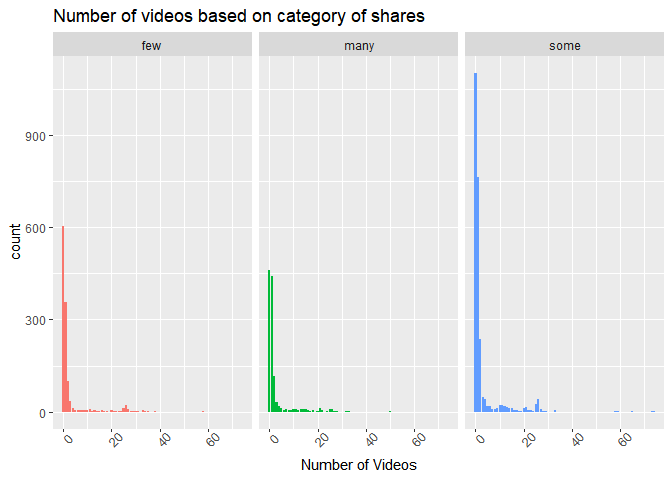 Number of videos based on category of shares
few many some
900
600
300
0
count
0 20 40 60 0 20 40 60 0 20 40 60
Number of Videos